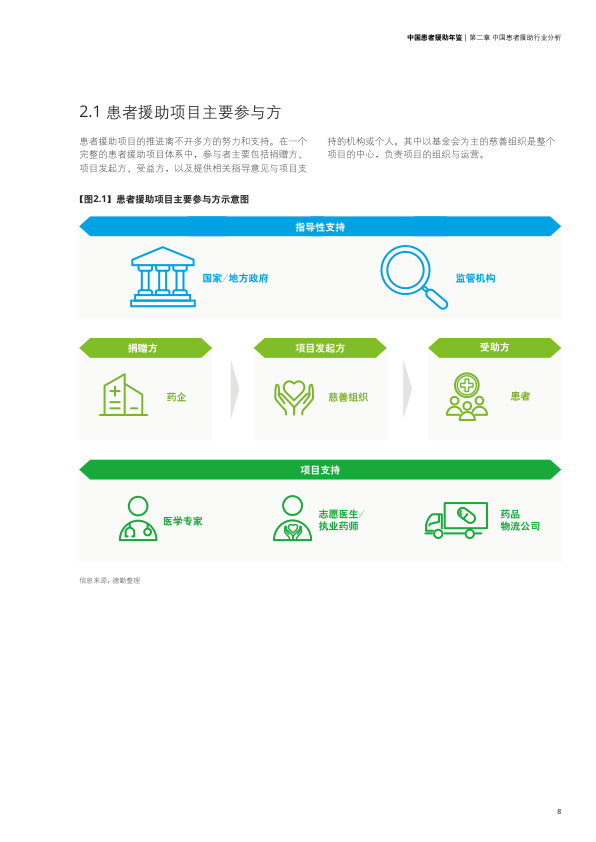 中国患者援助年鉴 | 第二章 中国患者援助行业分析
2.1 患者援助项目主要参与方
患者援助项目的推进离不开多方的努力和支持。在一个
完整的患者援助项目体系中，参与者主要包括捐赠方、
项目发起方、受益方，以及提供相关指导意见与项目支
持的机构或个人。其中以基金会为主的慈善组织是整个
项目的中心，负责项目的组织与运营。
【图2.1】患者援助项目主要参与方示意图
指导性支持
国家/地方政府
监管机构
捐赠方
项目发起方
受助方
药企
慈善组织
患者
项目支持
医学专家
志愿医生/
执业药师
药品
物流公司
信息来源：德勤整理
8